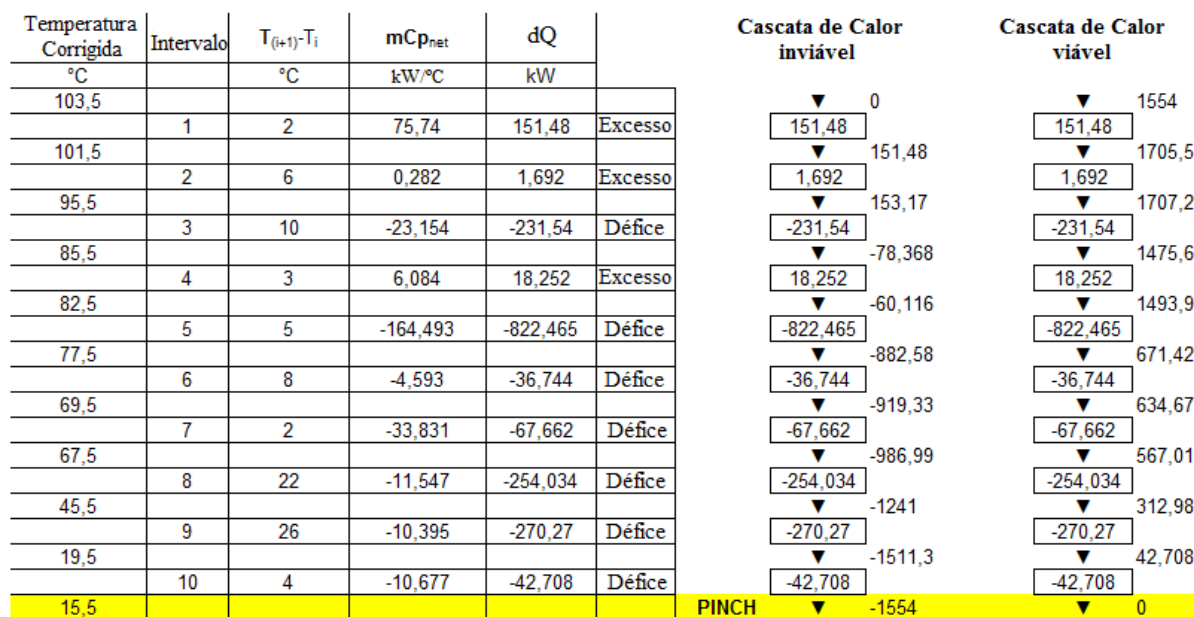 Temperatura Corrigida Intervalo T(i+1)-Ti mCpnet dQ Cascata de Calor inviável Cascata de Calor viável
°C °C kW/°C kW
103,5 ▼ 0 ▼ 1554
1 2 75,74 151,48 Excesso 151,48 151,48
101,5 ▼ 151,48 ▼ 1705,5
2 6 0,282 1,692 Excesso 1,692 1,692
95,5 ▼ 153,17 ▼ 1707,2
3 10 -23,154 -231,54 Défice -231,54 -231,54
85,5 ▼ -78,368 ▼ 1475,6
4 3 6,084 18,252 Excesso 18,252 18,252
82,5 ▼ -60,116 ▼ 1493,9
5 5 -164,493 -822,465 Défice -822,465 -822,465
77,5 ▼ -882,58 ▼ 671,42
6 8 -4,593 -36,744 Défice -36,744 -36,744
69,5 ▼ -919,33 ▼ 634,67
7 2 -33,831 -67,662 Défice -67,662 -67,662
67,5 ▼ -986,99 ▼ 567,01
8 22 -11,547 -254,034 Défice -254,034 -254,034
45,5 ▼ -1241 ▼ 312,98
9 26 -10,395 -270,27 Défice -270,27 -270,27
19,5 ▼ -1511,3 ▼ 42,708
10 4 -10,677 -42,708 Défice -42,708 -42,708
15,5 PINCH ▼ -1554 ▼ 0